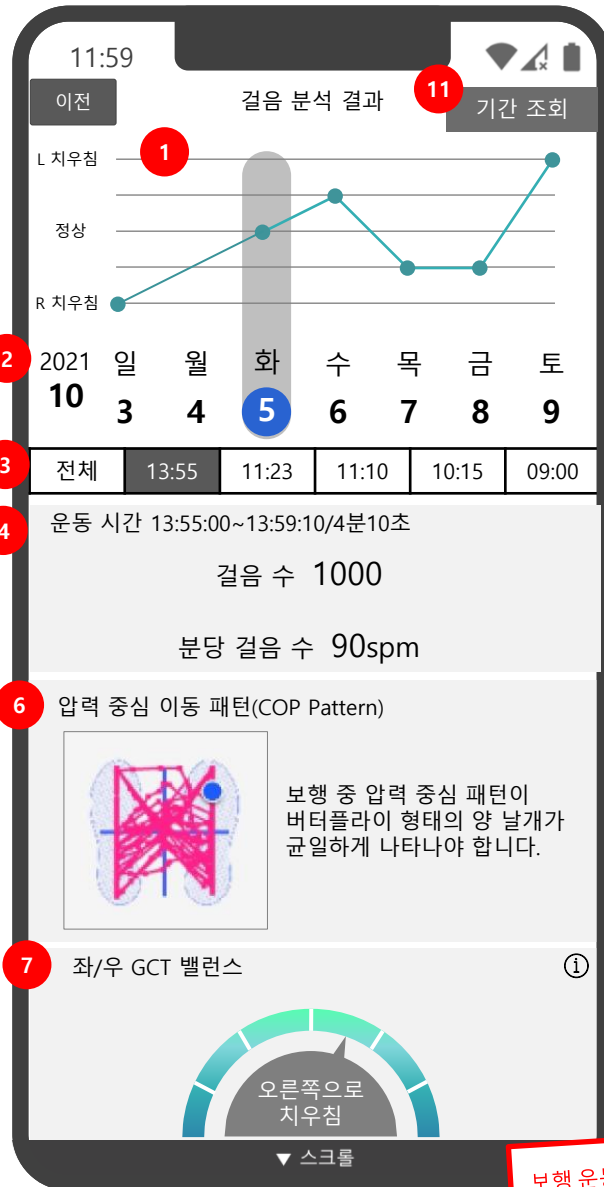 11:59
이전
걸음 분석 결과
11
기간 조회
L 치우침
1
정상
R 치우침
2
2021
10
일 월 화 수 목 금 토
3 4 5 6 7 8 9
3
전체 13:55 11:23 11:10 10:15 09:00
4
운동 시간 13:55:00~13:59:10/4분10초
걸음 수 1000
분당 걸음 수 90spm
6
압력 중심 이동 패턴(COP Pattern)
보행 중 압력 중심 패턴이
버터플라이 형태의 양 날개가
균일하게 나타나야 합니다.
7
좌/우 GCT 밸런스
i
오른쪽으로
치우침
▼ 스크롤
보행 운동